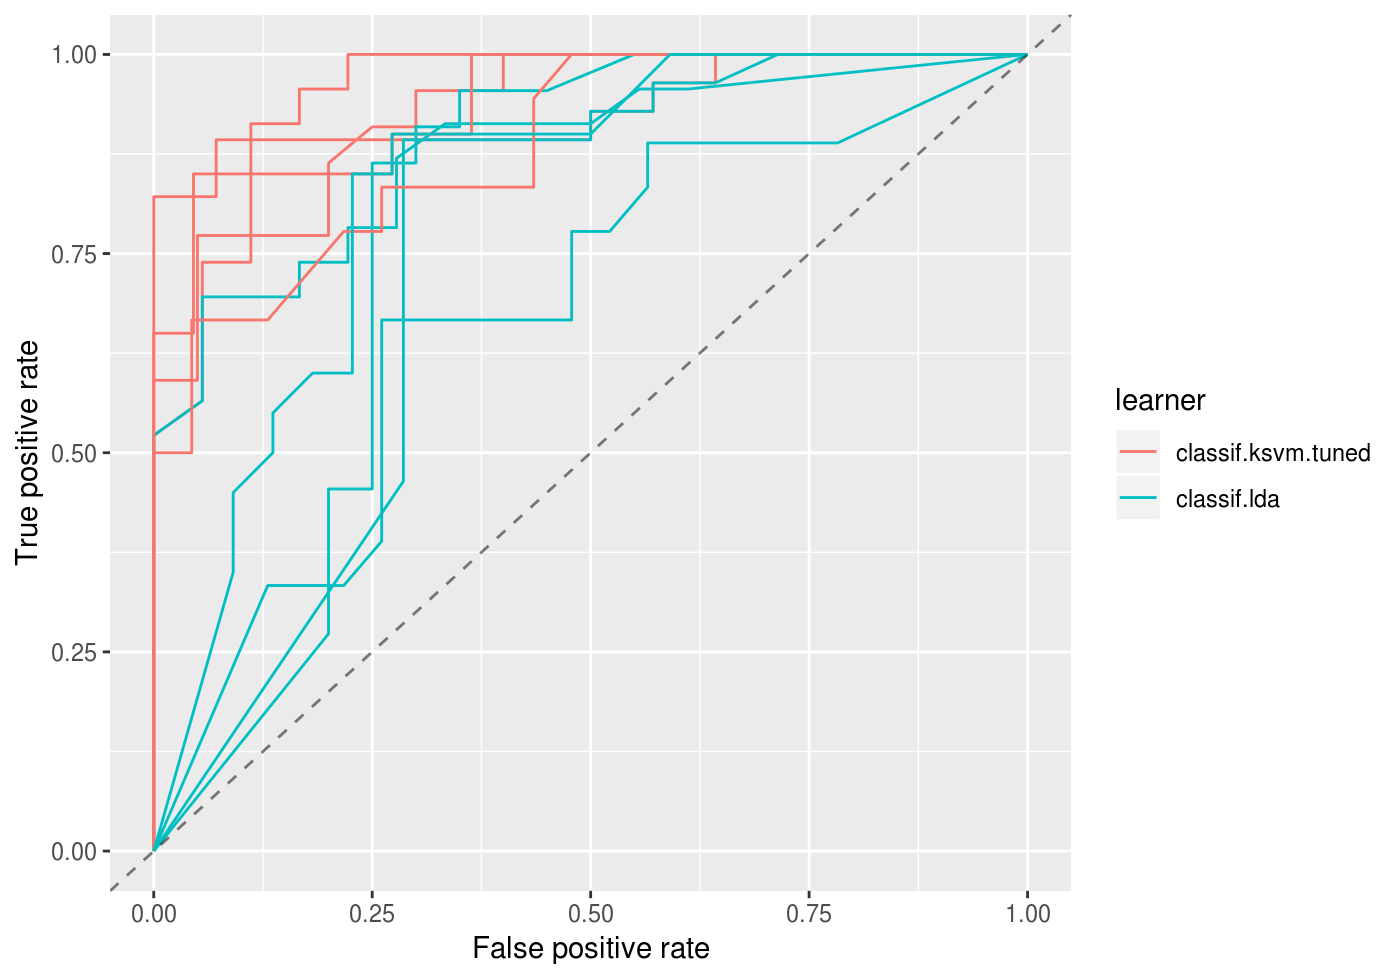 1.00
0.75
0.50
0.25
0.00
True positive rate
0.00 0.25 0.50 0.75 1.00
False positive rate
learner
classif.ksvm.tuned
classif.lda